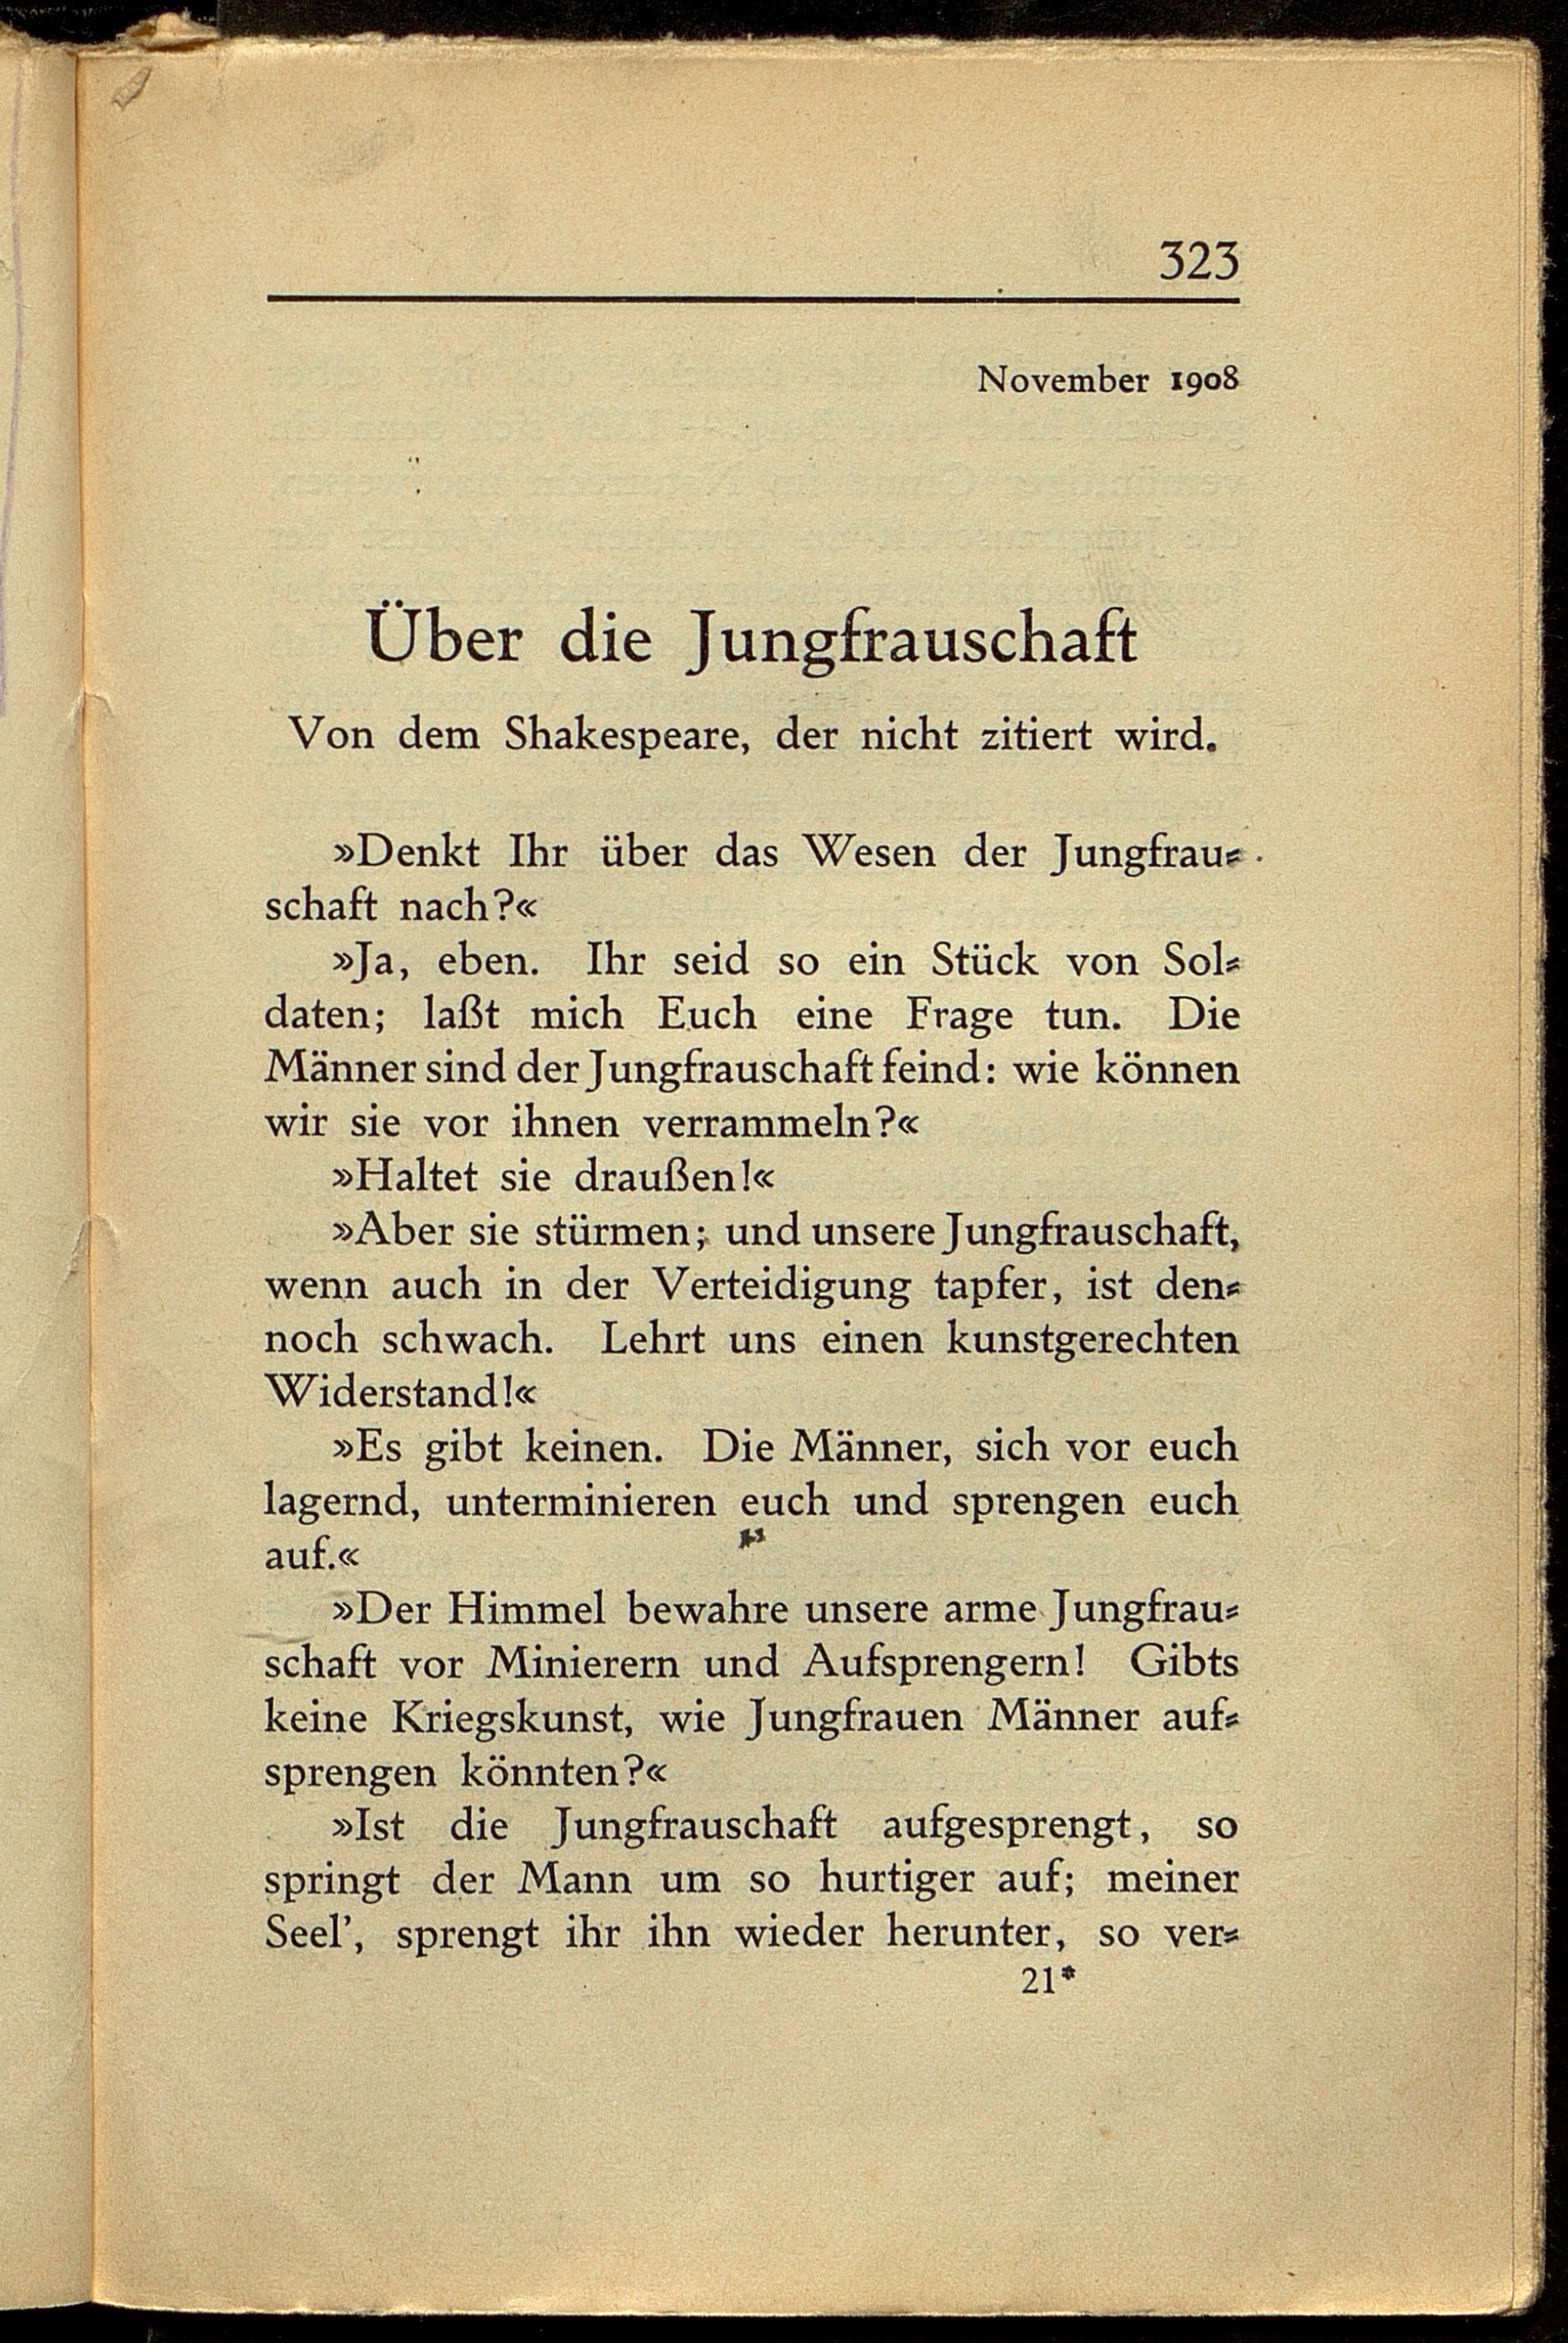 323
November 1908
Über die Jungfrauschaft
Von dem Shakespeare, der nicht zitiert wird.
»Denkt Ihr über das Wesen der Jungfrau⸗
schaft nach?«
»Ja, eben. Ihr seid so ein Stück von Sol⸗
daten; laßt mich Euch eine Frage tun. Die
Männer sind der Jungfrauschaft feind: wie können
wir sie vor ihnen verrammeln?«
»Haltet sie draußen!«
»Aber sie stürmen; und unsere Jungfrauschaft,
wenn auch in der Verteidigung tapfer, ist den⸗
noch schwach. Lehrt uns einen kunstgerechten
Widerstand!«
»Es gibt keinen. Die Männer, sich vor euch
lagernd, unterminieren euch und sprengen euch
auf.«
»Der Himmel bewahre unsere arme Jungfrau⸗
schaft vor Minierern und Aufsprengern! Gibts
keine Kriegskunst, wie Jungfrauen Männer auf⸗
sprengen könnten?«
»Ist die Jungfrauschaft aufgesprengt, so
springt der Mann um so hurtiger auf; meiner
Seel’, sprengt ihr ihn wieder herunter, so ver⸗
21*